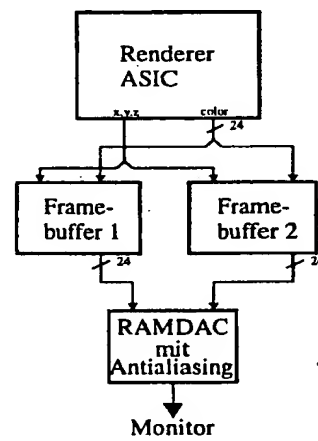 Renderer
ASIC
x,y,z color
24
Frame-
buffer 1
Frame-
buffer 2
24
RAMDAC
mit
Antialiasing
Monitor